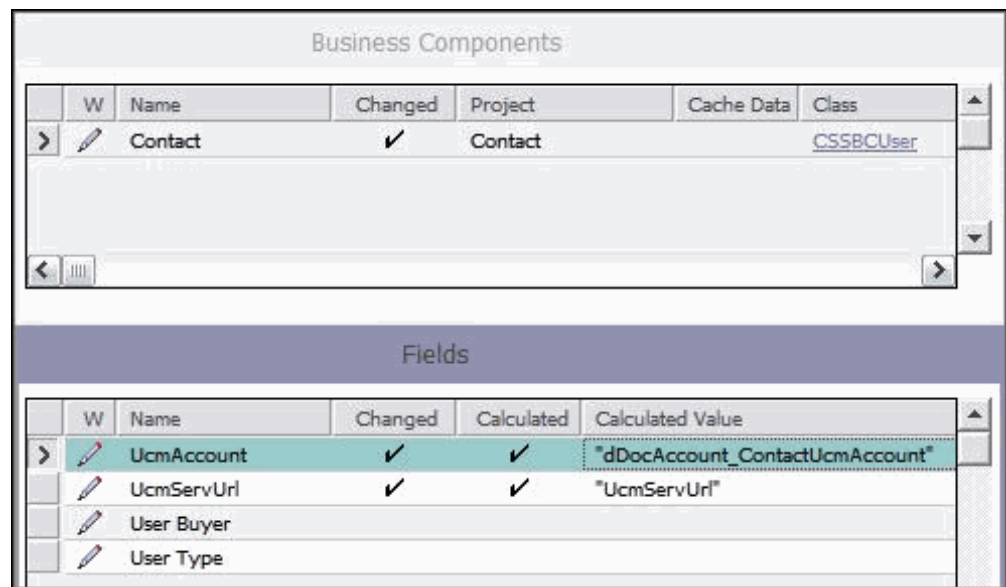 Business Components
W Name Changed Project Cache Data Class
Contact Contact CSSBCUser
Fields
W Name Changed Calculated Calculated Value
UcmAccount "dDocAccount_ContactUcmAccount"
UcmServUrl "UcmServUrl"
User Buyer
User Type